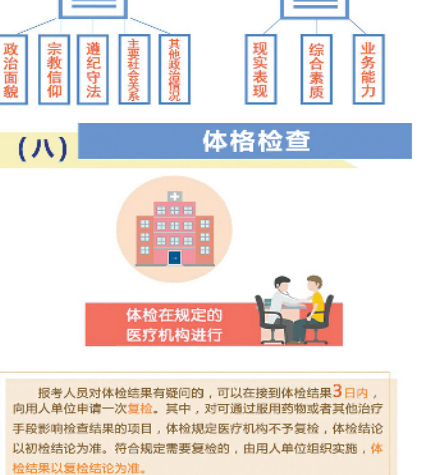 政治面貌
宗教信仰
遵纪守法
主要社会关系
其他政治情况
现实表现
综合素质
业务能力
(八)
体格检查
体检在规定的
医疗机构进行
报考人员对体检结果有疑问的，可以在接到体检结果3日内，
向用人单位申请一次复检。其中，对可通过服用药物或者其他治疗
手段影响检查结果的项目，体检规定医疗机构不予复检，体检结论
以初检结论为准。符合规定需要复检的，由用人单位组织实施，体
检结果以复检结论为准。